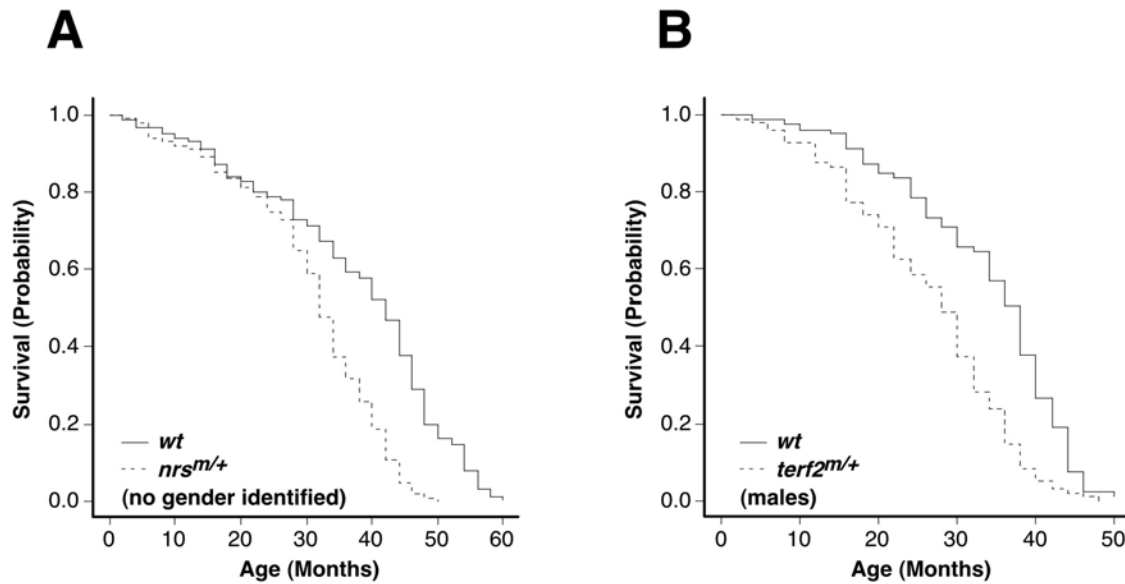 A
Survival (Probability)
1.0
0.8
0.6
0.4
0.2
0.0
wt
nrsm/+
(no gender identified)
0 10 20 30 40 50 60
Age (Months)
B
Survival (Probability)
1.0
0.8
0.6
0.4
0.2
0.0
wt
terf2m/+
(males)
0 10 20 30 40 50
Age (Months)